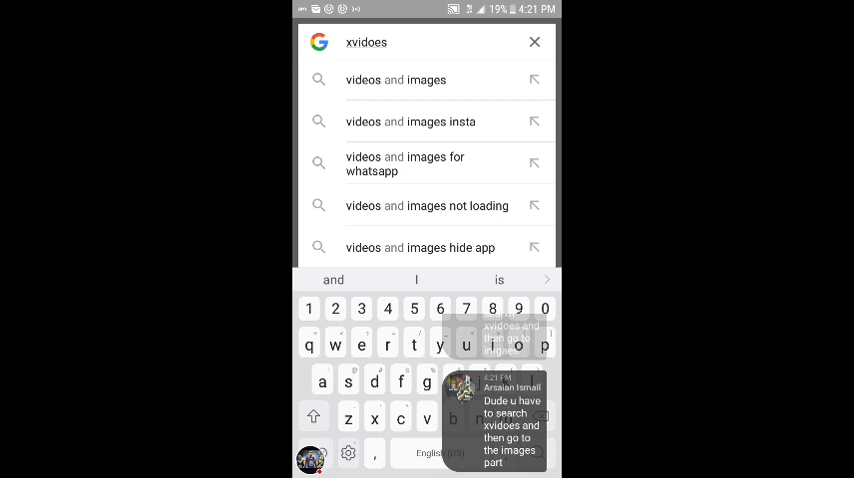 19% 4:21 PM
xvidoes
videos and images
videos and images insta
videos and images for
whatsapp
videos and images not loading
videos and images hide app
and I is
1 2 3 4 5 6 7 8 9 0
q w e r t y u i o p
xvidoes and
then go to
a s d f g
4:21 PM
Arsalan Ismail
Dude u have
to search
xvidoes and
then go to
the images
part
z x c v b n
, English (US)